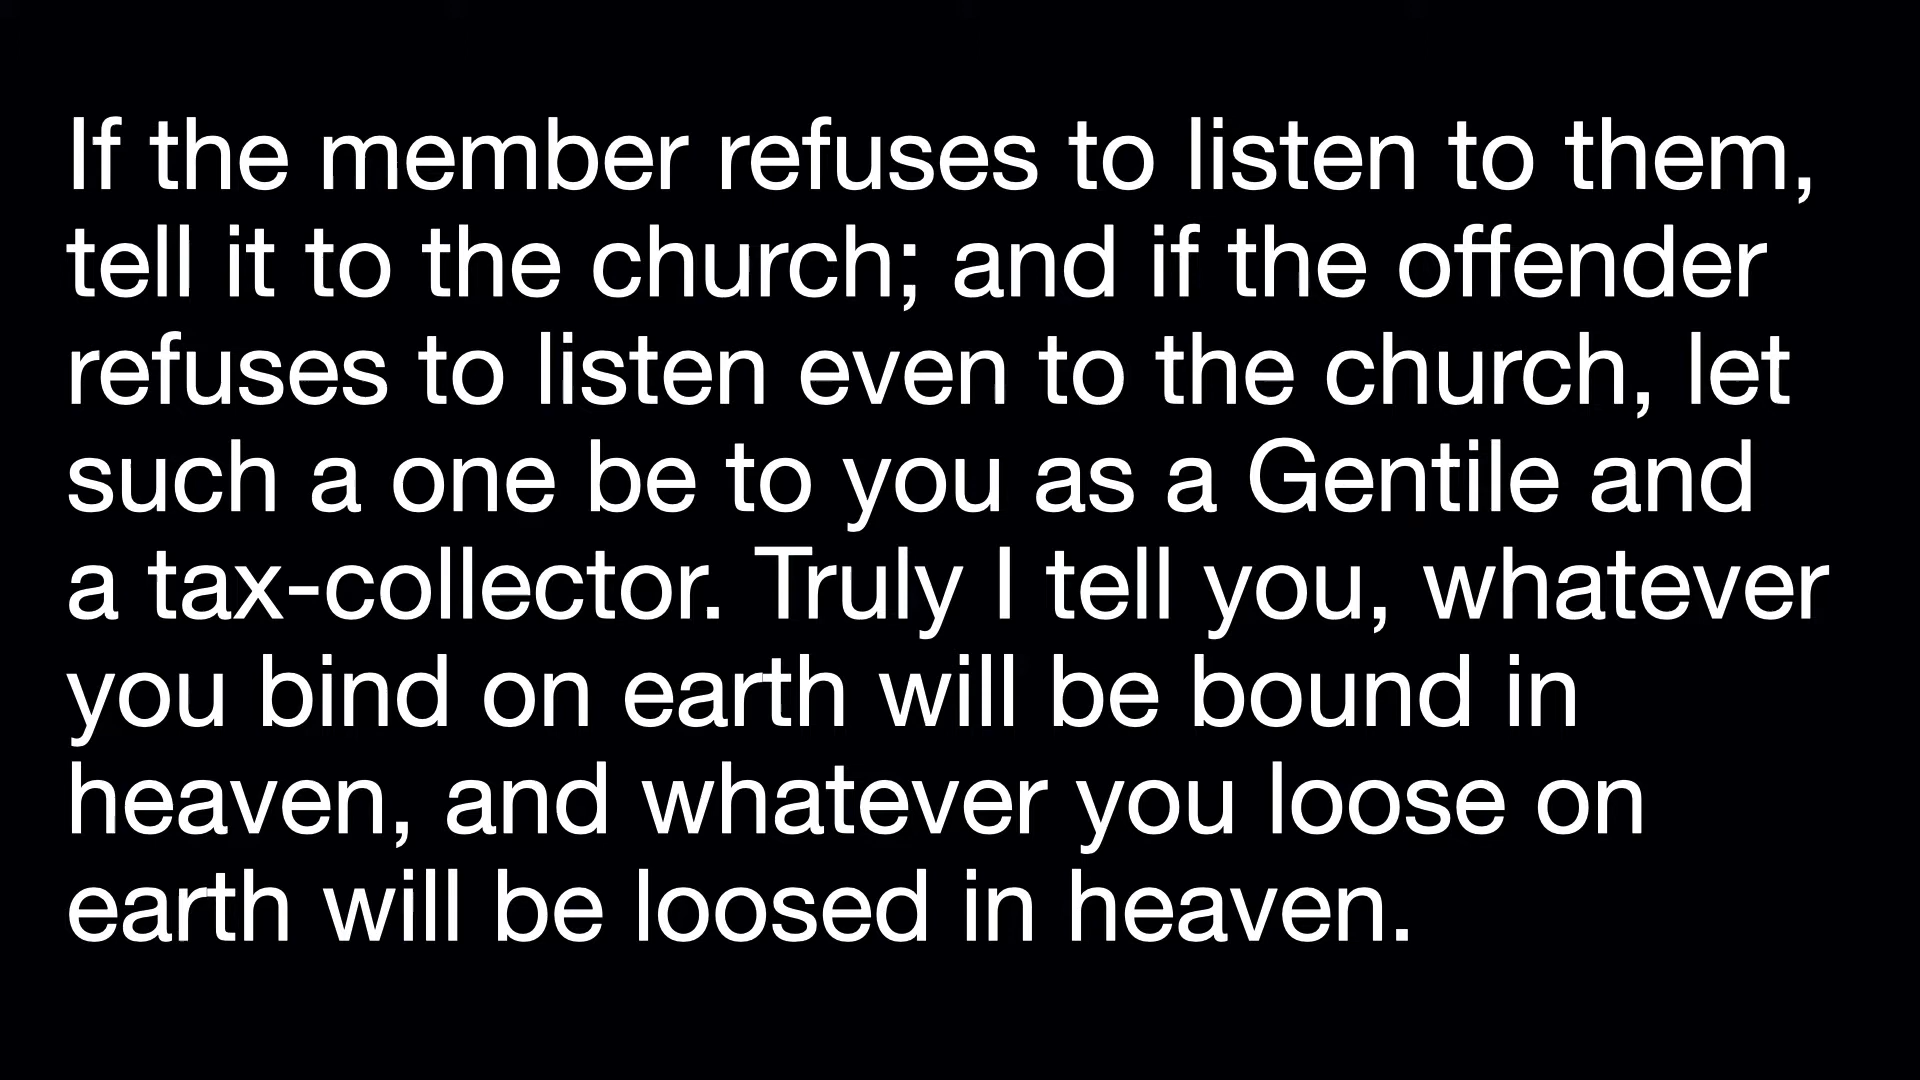 If the member refuses to listen to them,
tell it to the church; and if the offender
refuses to listen even to the church, let
such a one be to you as a Gentile and
a tax-collector. Truly I tell you, whatever
you bind on earth will be bound in
heaven, and whatever you loose on
earth will be loosed in heaven.